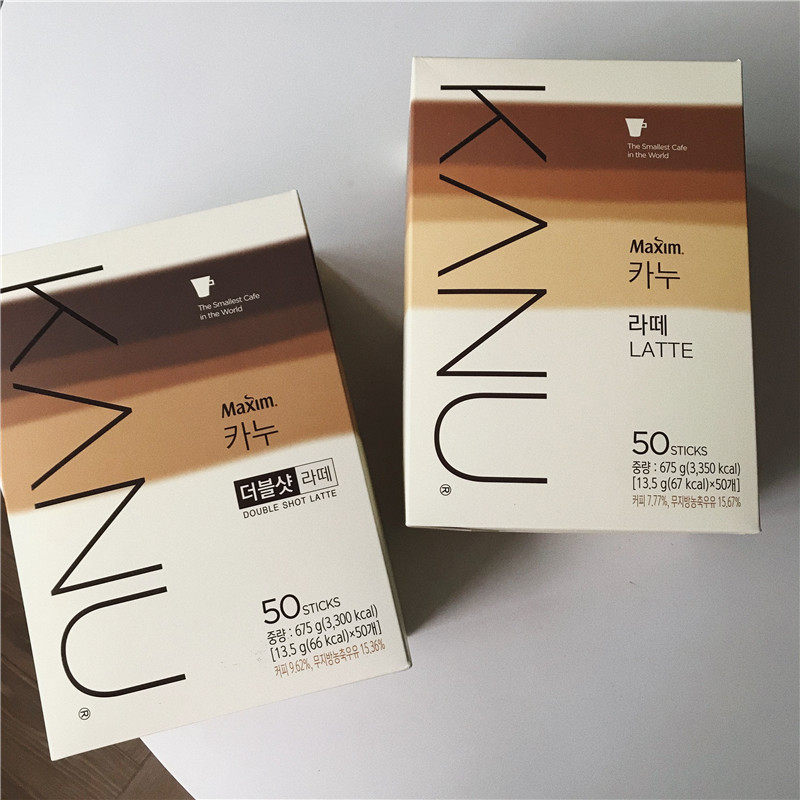 KANU
®
The Smallest Cafe
in the World
Maxim.
카누
더블샷 라떼
DOUBLE SHOT LATTE
50 STICKS
중량 : 675 g(3,300 kcal)
[13.5 g(66 kcal)×50개]
커피 9.62%, 무지방농축우유 15.36%
KANU
®
The Smallest Cafe
in the World
Maxim.
카누
라떼
LATTE
50 STICKS
중량 : 675 g(3,350 kcal)
[13.5 g(67 kcal)×50개]
커피 7.77%, 무지방농축우유 15.67%